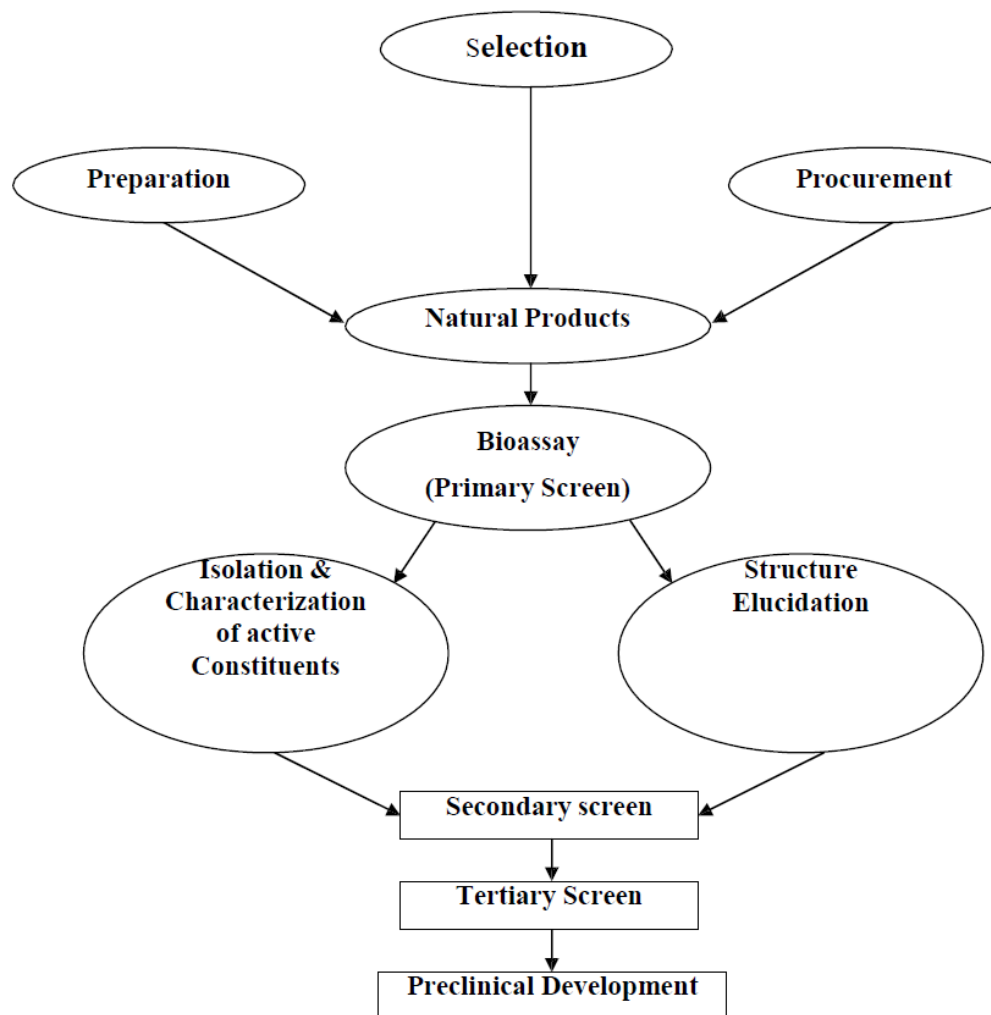 Selection
Preparation
Procurement
Natural Products
Bioassay
(Primary Screen)
Isolation &
Characterization
of active
Constituents
Structure
Elucidation
Secondary screen
Tertiary Screen
Preclinical Development